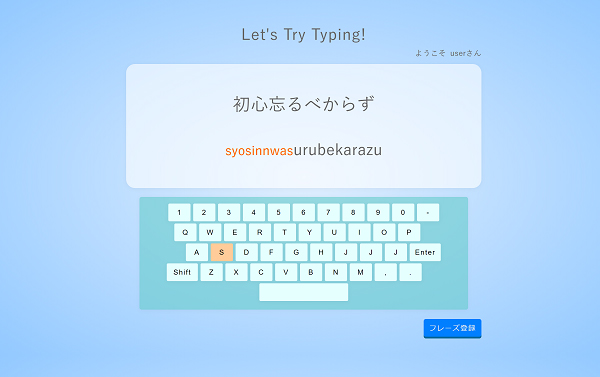 Let's Try Typing!
ようこそ userさん
初心忘るべからず
syosinnwasurubekarazu
1 2 3 4 5 6 7 8 9 0 -
Q W E R T Y U I O P
A S D F G H J J J Enter
Shift Z X C V B N M , .
フレーズ登録